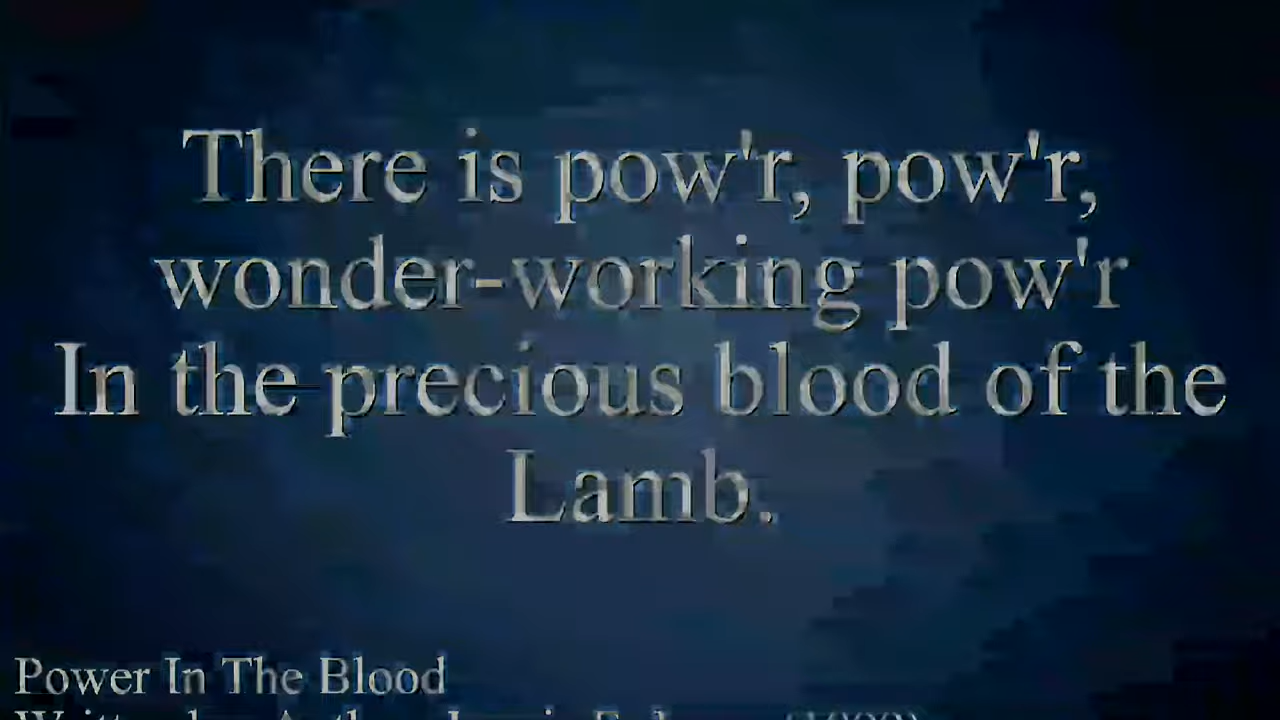 There is pow'r, pow'r,
wonder-working pow'r
In the precious blood of the
Lamb.
Power In The Blood